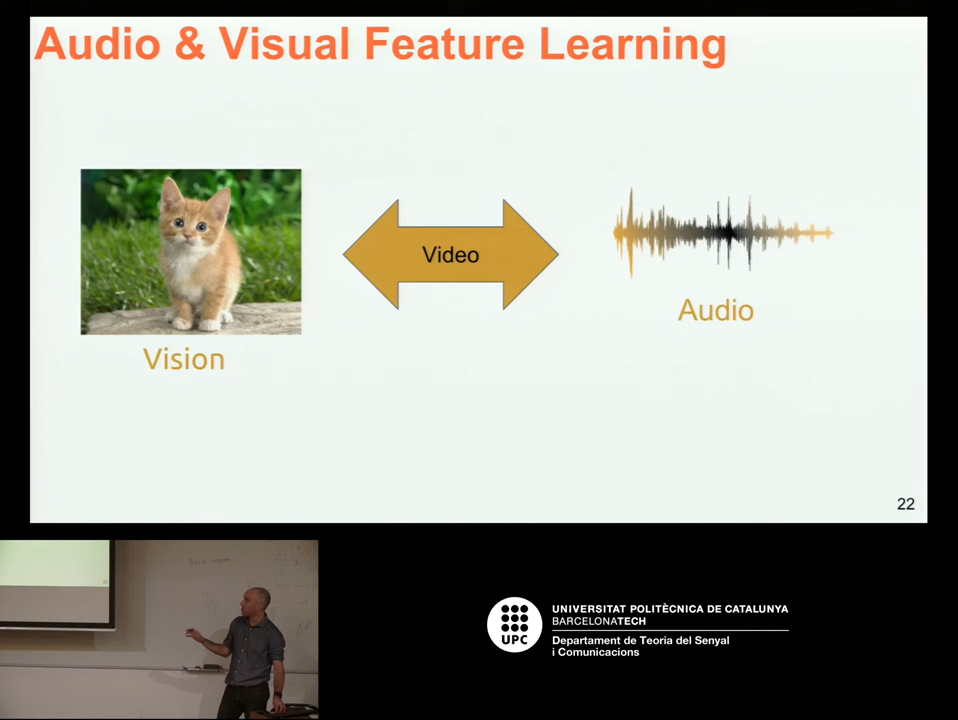 Audio & Visual Feature Learning
Video
Audio
Vision
22
UPC
UNIVERSITAT POLITÈCNICA DE CATALUNYA
BARCELONATECH
Departament de Teoria del Senyal
i Comunicacions